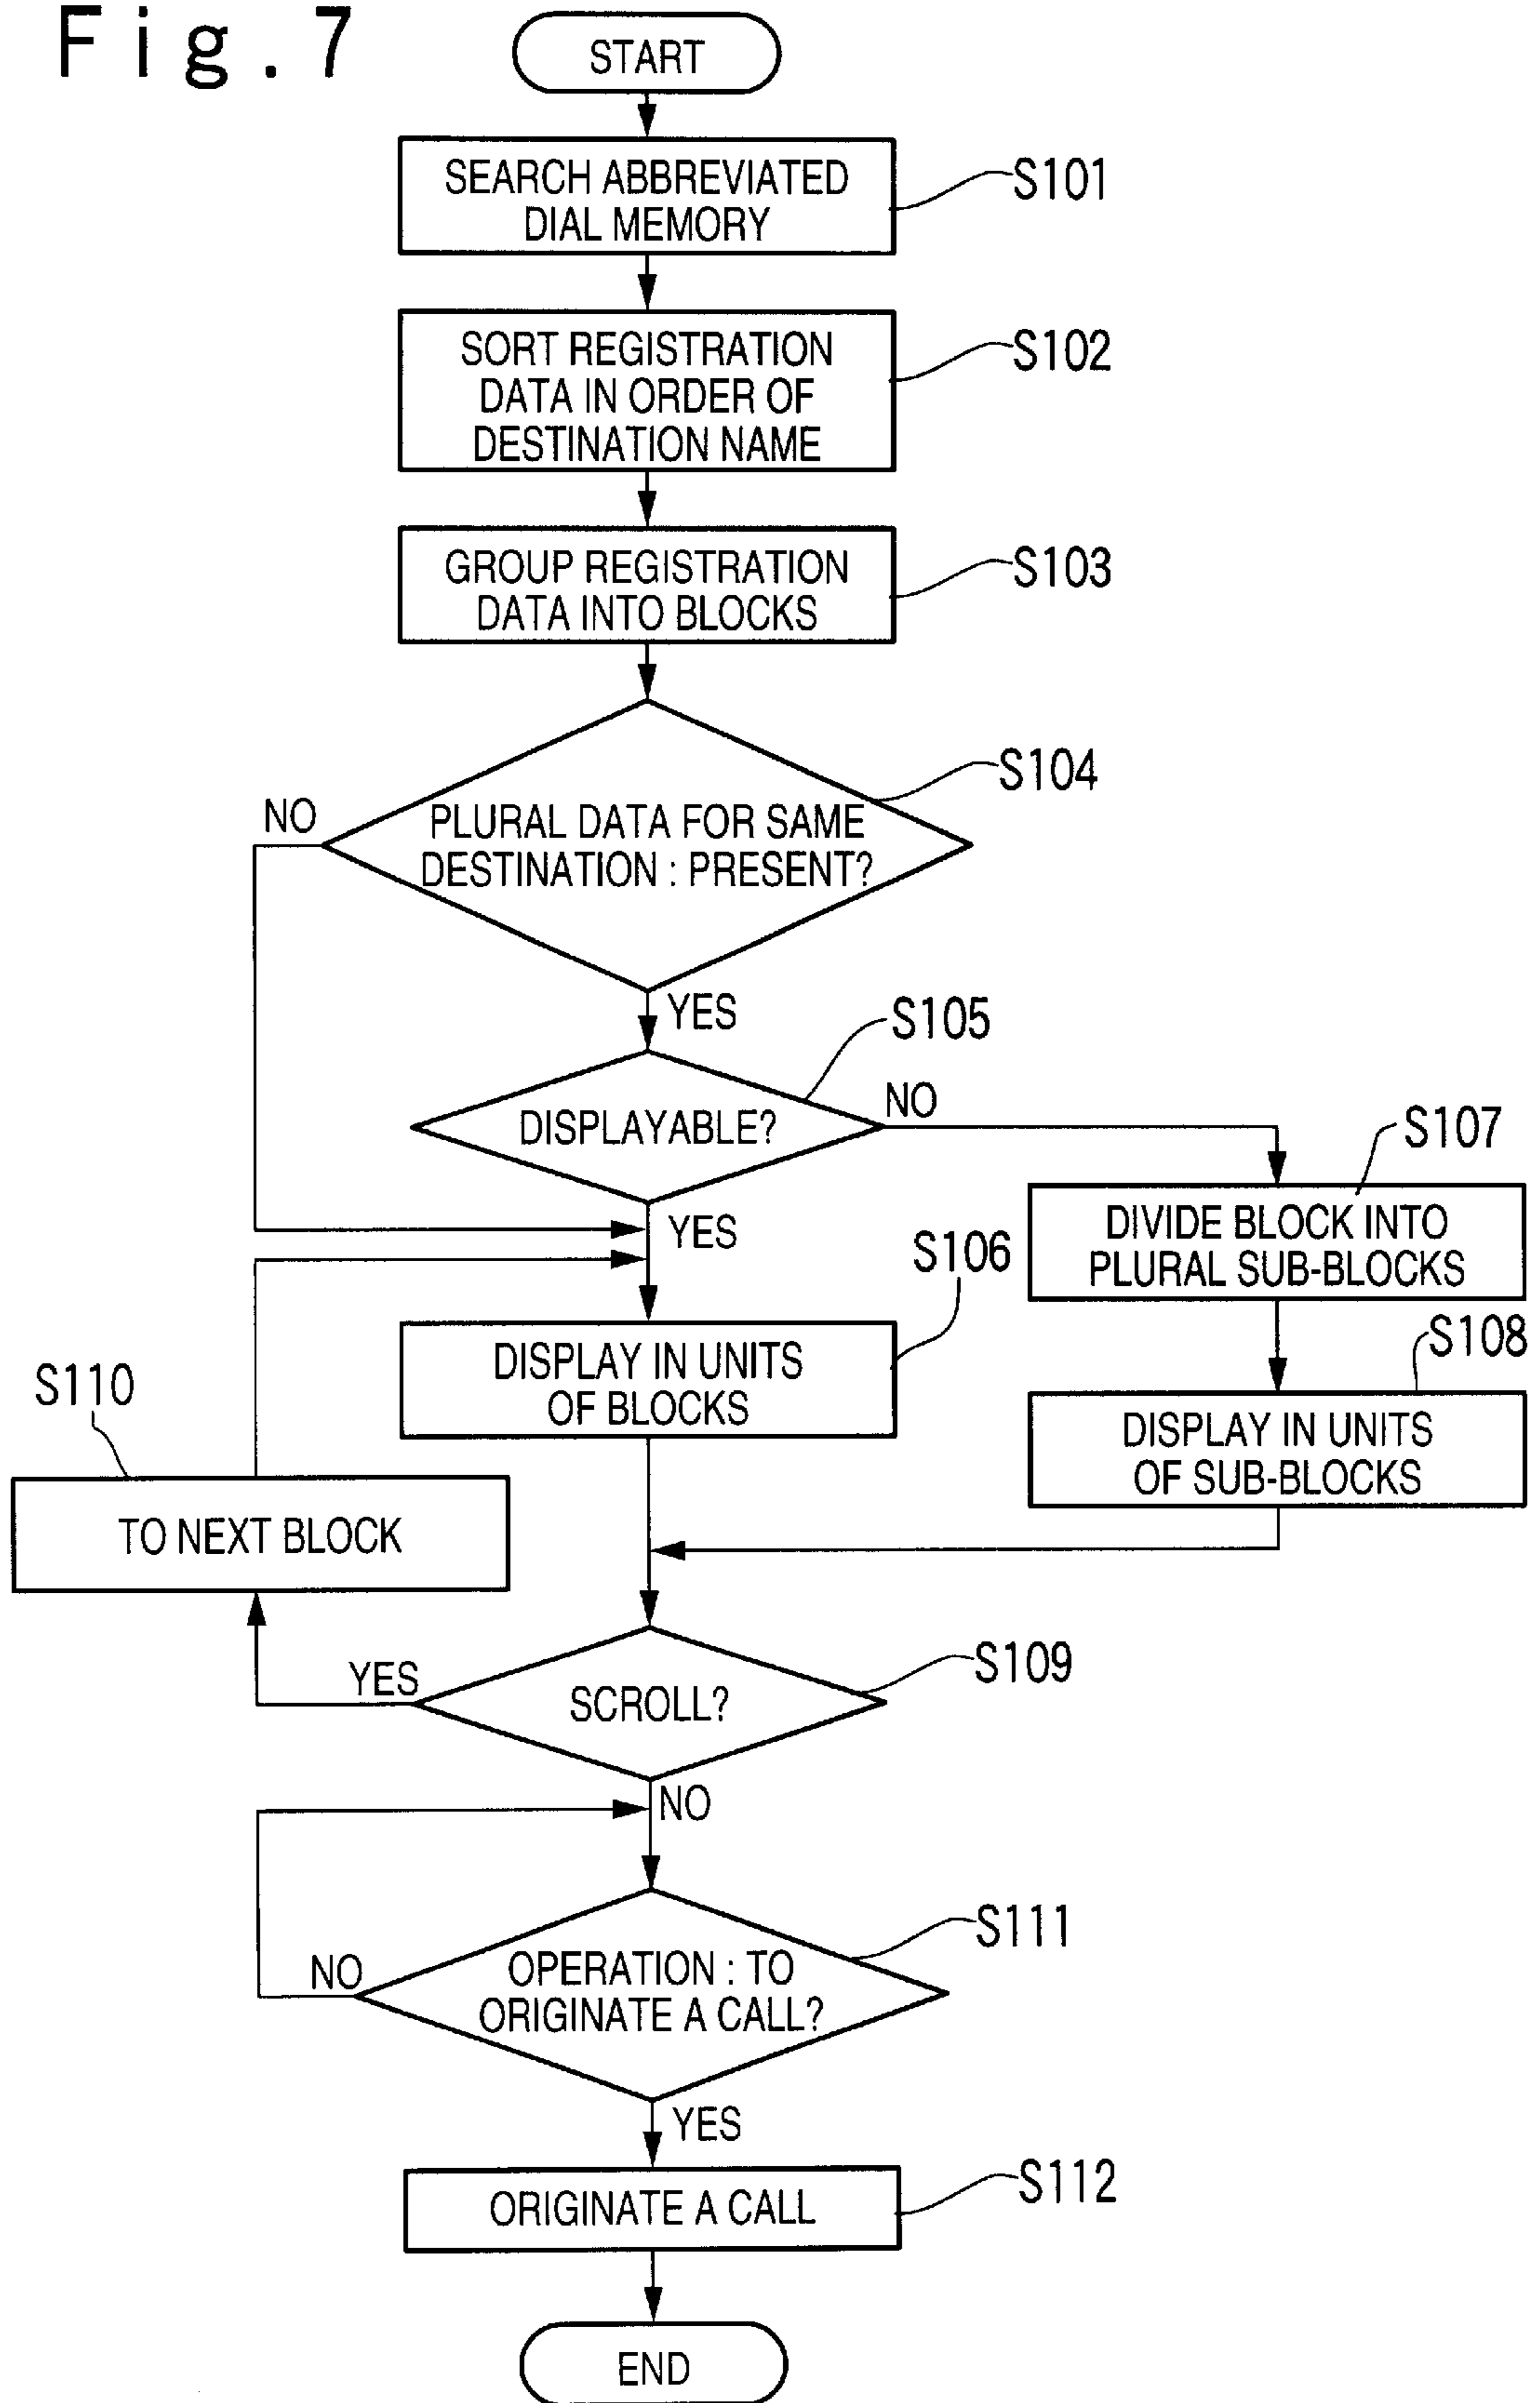 Fig.7
START
SEARCH ABBREVIATED
DIAL MEMORY
S101
SORT REGISTRATION
DATA IN ORDER OF
DESTINATION NAME
S102
GROUP REGISTRATION
DATA INTO BLOCKS
S103
S104
NO
PLURAL DATA FOR SAME
DESTINATION : PRESENT?
YES
S105
DISPLAYABLE?
NO
S107
DIVIDE BLOCK INTO
PLURAL SUB-BLOCKS
YES
S106
DISPLAY IN UNITS
OF BLOCKS
S108
DISPLAY IN UNITS
OF SUB-BLOCKS
S110
TO NEXT BLOCK
YES
SCROLL?
S109
NO
S111
NO
OPERATION : TO
ORIGINATE A CALL?
YES
ORIGINATE A CALL
S112
END